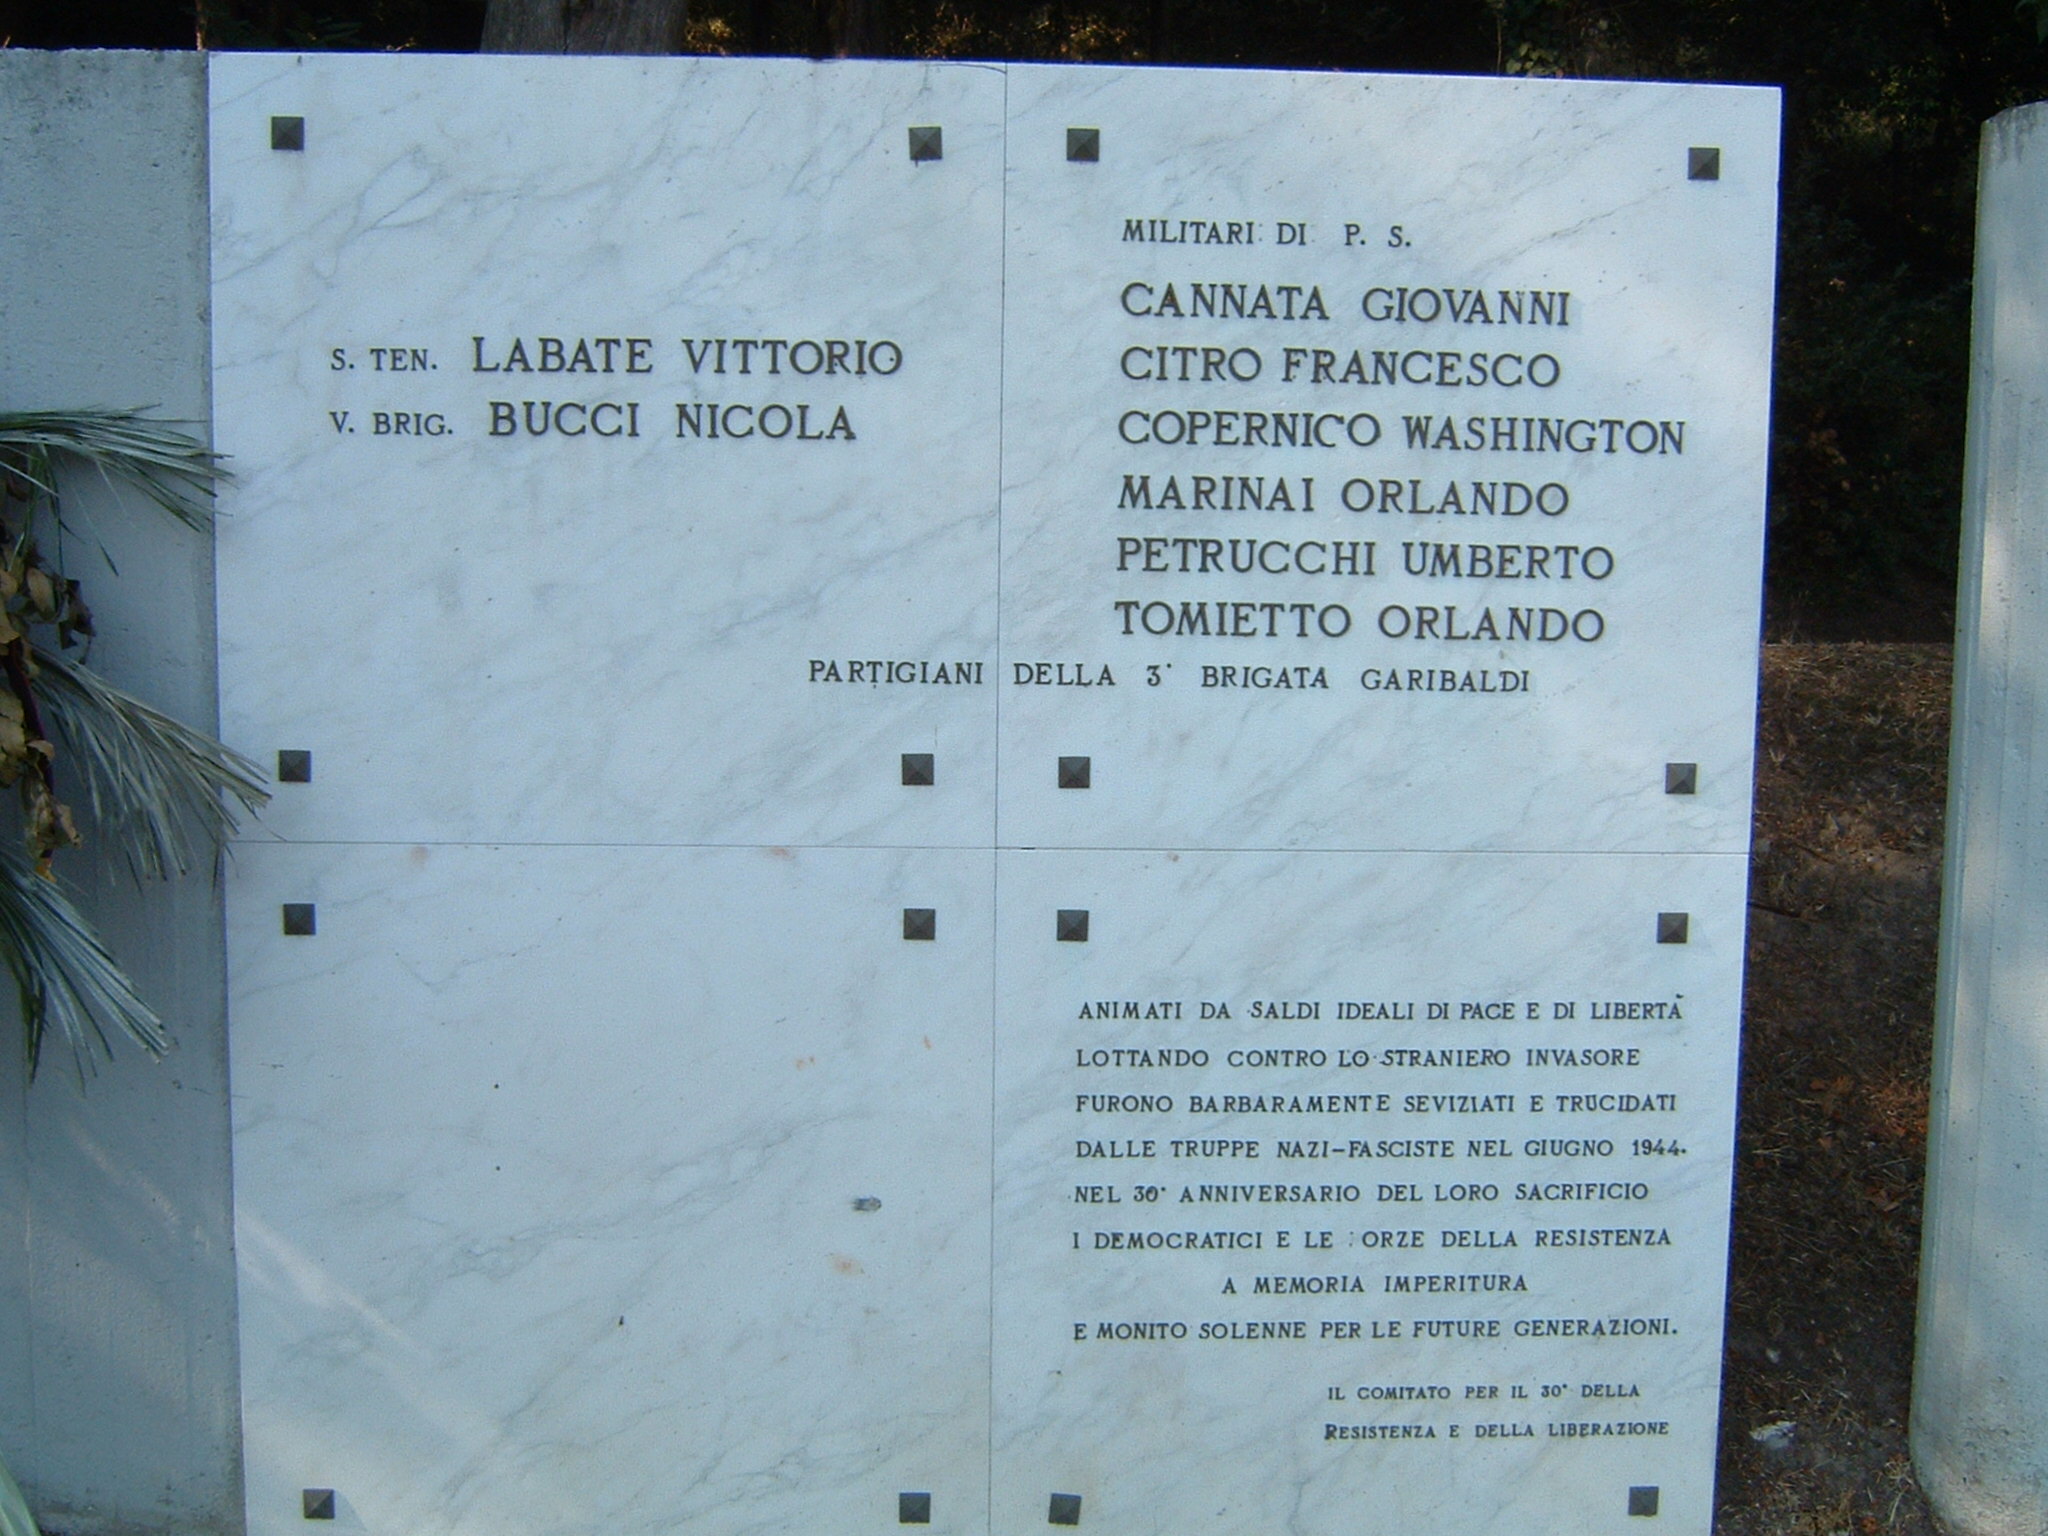 S. TEN. LABATE VITTORIO
V. BRIG. BUCCI NICOLA
MILITARI DI P. S.
CANNATA GIOVANNI
CITRO FRANCESCO
COPERNICO WASHINGTON
MARINAI ORLANDO
PETRUCCHI UMBERTO
TOMIETTO ORLANDO
PARTIGIANI DELLA 3° BRIGATA GARIBALDI
ANIMATI DA SALDI IDEALI DI PACE E DI LIBERTÀ
LOTTANDO CONTRO LO STRANIERO INVASORE
FURONO BARBARAMENTE SEVIZIATI E TRUCIDATI
DALLE TRUPPE NAZI-FASCISTE NEL GIUGNO 1944.
NEL 30° ANNIVERSARIO DEL LORO SACRIFICIO
I DEMOCRATICI E LE ORZE DELLA RESISTENZA
A MEMORIA IMPERITURA
E MONITO SOLENNE PER LE FUTURE GENERAZIONI.
IL COMITATO PER IL 30° DELLA
RESISTENZA E DELLA LIBERAZIONE